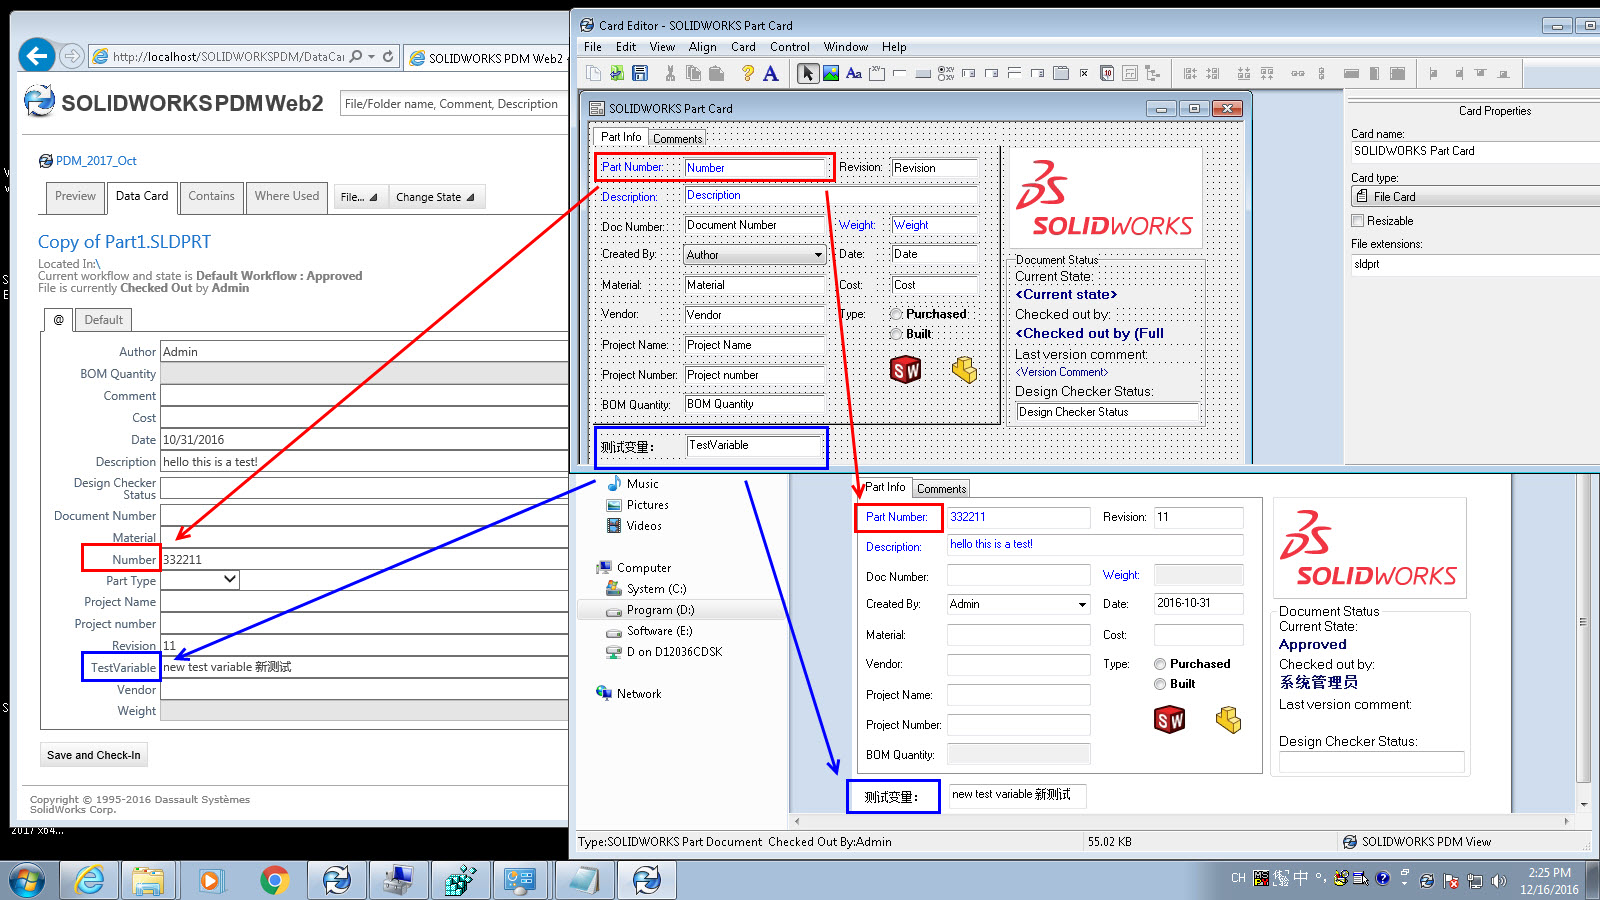 http://localhost/SOLIDWORKSPDM/DataCar
SOLIDWORKS PDM Web2
SOLIDWORKS PDM Web2
File/Folder name, Comment, Description
PDM_2017_Oct
Preview
Data Card
Contains
Where Used
File...
Change State
Copy of Part1.SLDPRT
Located In:\
Current workflow and state is Default Workflow : Approved
File is currently Checked Out by Admin
@
Default
Author Admin
BOM Quantity
Comment
Cost
Date 10/31/2016
Description hello this is a test!
Design Checker
Status
Document Number
Material
Number 332211
Part Type
Project Name
Project number
Revision 11
TestVariable new test variable 新测试
Vendor
Weight
Save and Check-In
Copyright © 1995-2016 Dassault Systèmes
SolidWorks Corp.
2017 x64...
Card Editor - SOLIDWORKS Part Card
File Edit View Align Card Control Window Help
SOLIDWORKS Part Card
Part Info
Comments
Part Number: Number
Revision: Revision
Description: Description
Doc Number: Document Number
Weight: Weight
Created By: Author
Date: Date
Material: Material
Cost: Cost
Vendor: Vendor
Type: Purchased
Built
Project Name: Project Name
Project Number: Project number
BOM Quantity: BOM Quantity
测试变量： TestVariable
SW
SOLIDWORKS
Document Status
Current State:
<Current state>
Checked out by:
<Checked out by (Full
Last version comment:
<Version Comment>
Design Checker Status:
Design Checker Status
Card Properties
Card name:
SOLIDWORKS Part Card
Card type:
File Card
Resizable
File extensions:
sldprt
Music
Pictures
Videos
Computer
System (C:)
Program (D:)
Software (E:)
D on D12036CDSK
Network
Part Info
Comments
Part Number: 332211
Revision: 11
Description: hello this is a test!
Doc Number:
Weight:
Created By: Admin
Date: 2016-10-31
Material:
Cost:
Vendor:
Type: Purchased
Built
Project Name:
Project Number:
BOM Quantity:
测试变量： new test variable 新测试
SW
SOLIDWORKS
Document Status
Current State:
Approved
Checked out by:
系统管理员
Last version comment:
Design Checker Status:
Type:SOLIDWORKS Part Document Checked Out By:Admin
55.02 KB
SOLIDWORKS PDM View
CH
中
2:25 PM
12/16/2016